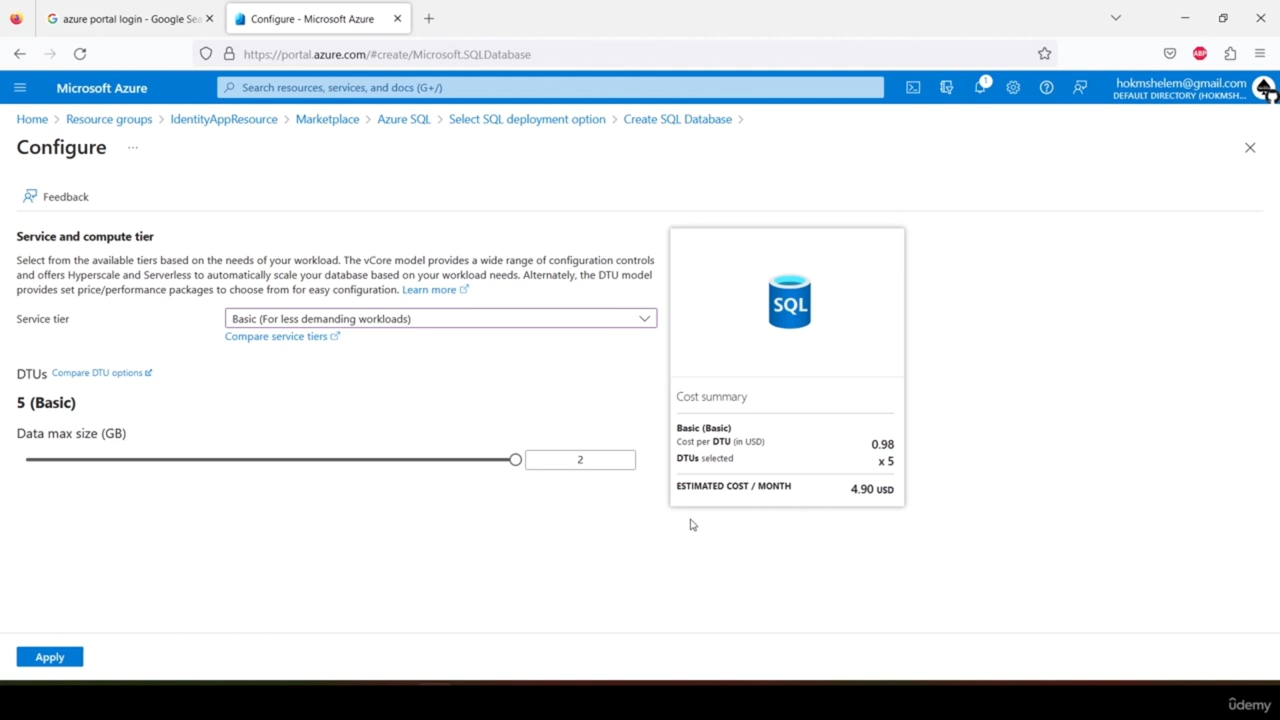 azure portal login - Google Sea
Configure - Microsoft Azure
https://portal.azure.com/#create/Microsoft.SQLDatabase
ABP
Microsoft Azure
Search resources, services, and docs (G+/)
1
hokmshelem@gmail.com
DEFAULT DIRECTORY (HOKMSH...
Home > Resource groups > IdentityAppResource > Marketplace > Azure SQL > Select SQL deployment option > Create SQL Database >
Configure ...
Feedback
Service and compute tier
Select from the available tiers based on the needs of your workload. The vCore model provides a wide range of configuration controls
and offers Hyperscale and Serverless to automatically scale your database based on your workload needs. Alternately, the DTU model
provides set price/performance packages to choose from for easy configuration. Learn more
Service tier
Basic (For less demanding workloads)
Compare service tiers
DTUs Compare DTU options
5 (Basic)
Data max size (GB)
2
SQL
Cost summary
Basic (Basic)
Cost per DTU (in USD) 0.98
DTUs selected x 5
ESTIMATED COST / MONTH 4.90 USD
Apply
ûdemy